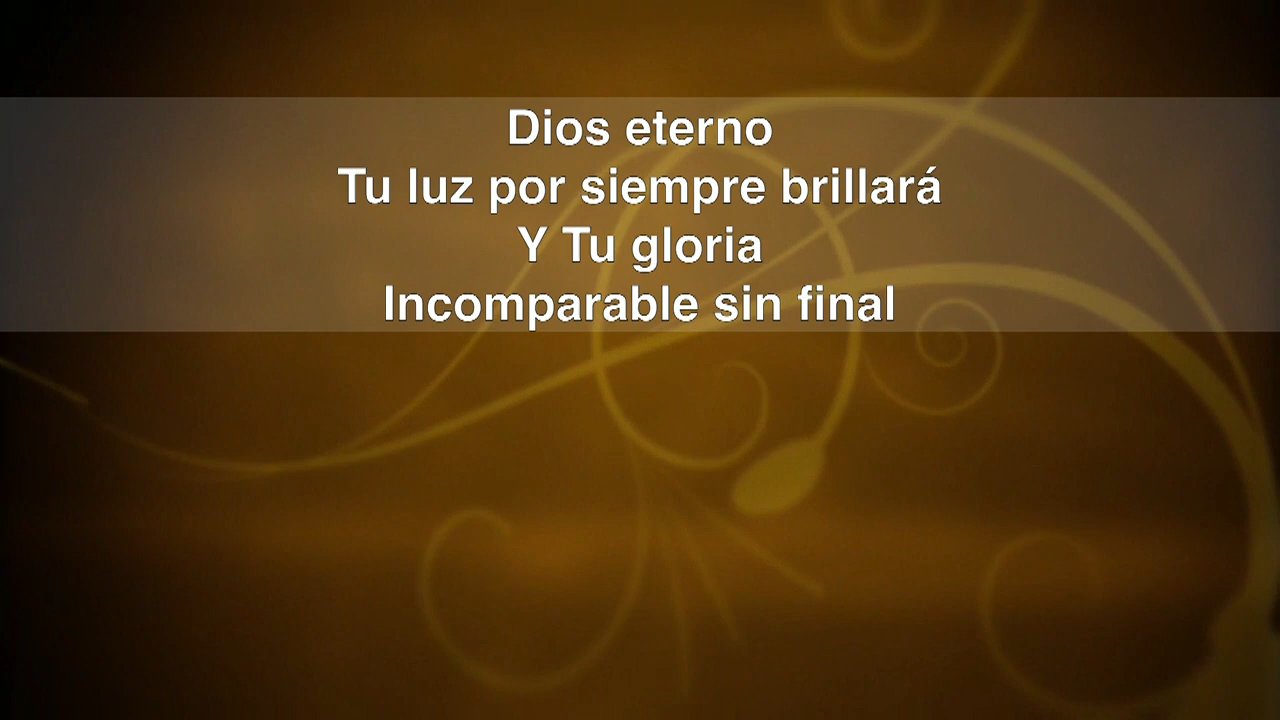 Dios eterno
Tu luz por siempre brillará
Y Tu gloria
Incomparable sin final